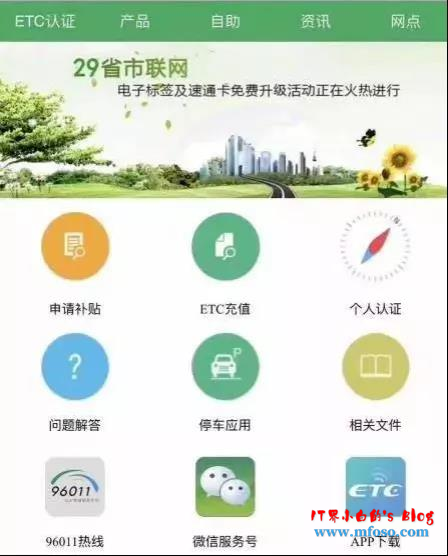 ETC认证 产品 自助 资讯 网点
29省市联网
电子标签及速通卡免费升级活动正在火热进行
申请补贴 ETC充值 个人认证
?
P
问题解答 停车应用 相关文件
96011 ETC
96011热线 微信服务号 APP下载
IT界小白的's Blog
www.mfoso.com